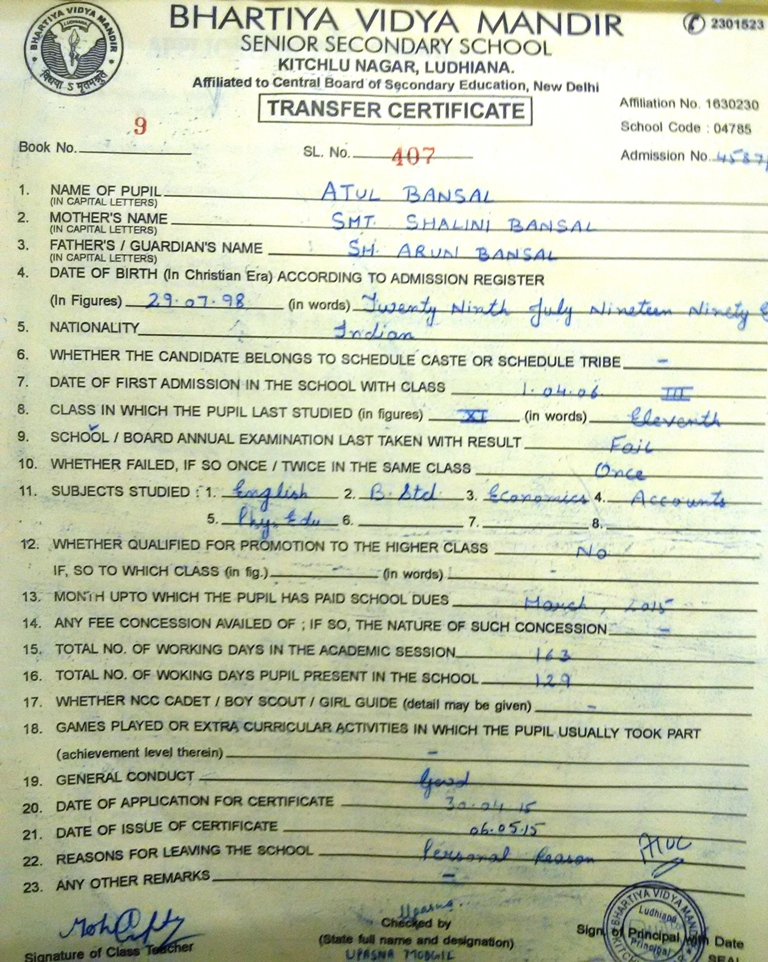 BHARTIYA VIDYA MANDIR
BHARTIYA VIDYA MANDIR 2301523
SENIOR SECONDARY SCHOOL
KITCHLU NAGAR, LUDHIANA.
Affiliated to Central Board of Secondary Education, New Delhi
TRANSFER CERTIFICATE
Affiliation No. 1630230
School Code : 04785
Book No. 9 SL. No. 407 Admission No. 4587/
1. NAME OF PUPIL ATUL BANSAL
(IN CAPITAL LETTERS)
2. MOTHER'S NAME SMT. SHALINI BANSAL
(IN CAPITAL LETTERS)
3. FATHER'S / GUARDIAN'S NAME SH. ARUN BANSAL
(IN CAPITAL LETTERS)
4. DATE OF BIRTH (In Christian Era) ACCORDING TO ADMISSION REGISTER
(In Figures) 29.07.98 (in words) Twenty Ninth July Nineteen Ninety
5. NATIONALITY Indian
6. WHETHER THE CANDIDATE BELONGS TO SCHEDULE CASTE OR SCHEDULE TRIBE -
7. DATE OF FIRST ADMISSION IN THE SCHOOL WITH CLASS 1.04.06 III
8. CLASS IN WHICH THE PUPIL LAST STUDIED (in figures) XI (in words) Eleventh
9. SCHOOL / BOARD ANNUAL EXAMINATION LAST TAKEN WITH RESULT Fail
10. WHETHER FAILED, IF SO ONCE / TWICE IN THE SAME CLASS Once
11. SUBJECTS STUDIED : 1. English 2. B.Std. 3. Economics 4. Accounts
5. Phy. Edu 6. 7. 8.
12. WHETHER QUALIFIED FOR PROMOTION TO THE HIGHER CLASS No
IF, SO TO WHICH CLASS (in fig.) - (in words) -
13. MONTH UPTO WHICH THE PUPIL HAS PAID SCHOOL DUES March, 2015
14. ANY FEE CONCESSION AVAILED OF ; IF SO, THE NATURE OF SUCH CONCESSION -
15. TOTAL NO. OF WORKING DAYS IN THE ACADEMIC SESSION 163
16. TOTAL NO. OF WOKING DAYS PUPIL PRESENT IN THE SCHOOL 129
17. WHETHER NCC CADET / BOY SCOUT / GIRL GUIDE (detail may be given) -
18. GAMES PLAYED OR EXTRA CURRICULAR ACTIVITIES IN WHICH THE PUPIL USUALLY TOOK PART
(achievement level therein) -
19. GENERAL CONDUCT Good
20. DATE OF APPLICATION FOR CERTIFICATE 30.04.15
21. DATE OF ISSUE OF CERTIFICATE 06.05.15
22. REASONS FOR LEAVING THE SCHOOL Personal Reason
23. ANY OTHER REMARKS -
Upasna
Signature of Class Teacher
Checked by
(State full name and designation)
UPASNA MODGIL
Sign. of Principal with Date
SEAL
BHARTIYA VIDYA MANDIR
Ludhiana
Principal